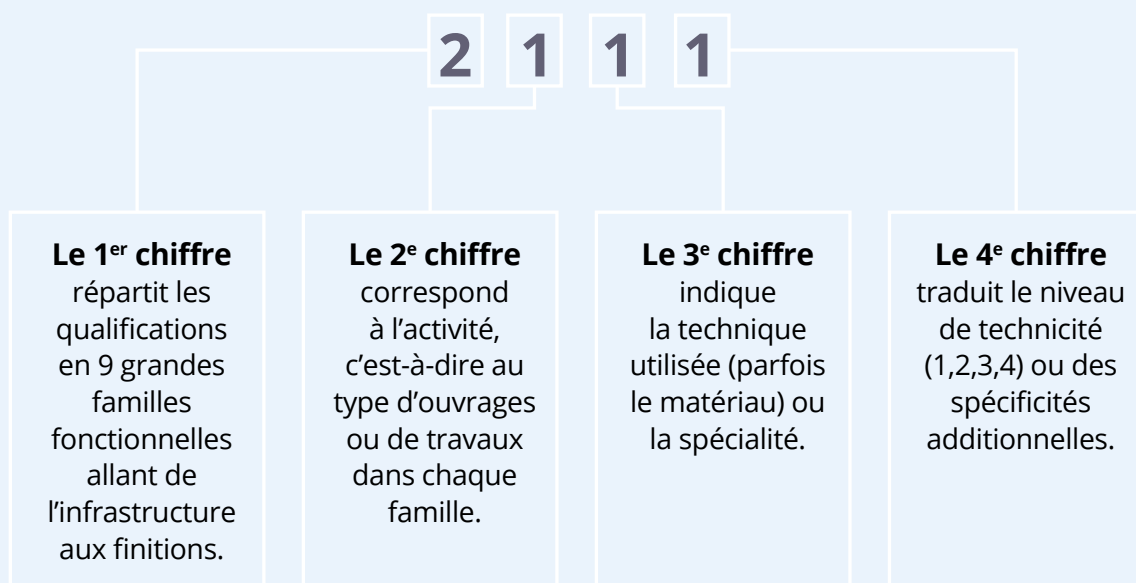 2 1 1 1
Le 1er chiffre
répartit les
qualifications
en 9 grandes
familles
fonctionnelles
allant de
l'infrastructure
aux finitions.
Le 2e chiffre
correspond
à l'activité,
c'est-à-dire au
type d'ouvrages
ou de travaux
dans chaque
famille.
Le 3e chiffre
indique
la technique
utilisée (parfois
le matériau) ou
la spécialité.
Le 4e chiffre
traduit le niveau
de technicité
(1,2,3,4) ou des
spécificités
additionnelles.